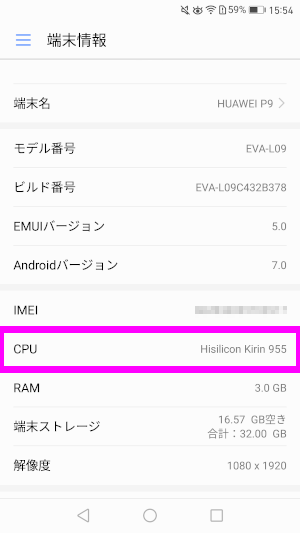 59% 15:54
端末情報
端末名 HUAWEI P9
モデル番号 EVA-L09
ビルド番号 EVA-L09C432B378
EMUIバージョン 5.0
Androidバージョン 7.0
IMEI
CPU Hisilicon Kirin 955
RAM 3.0 GB
端末ストレージ 16.57 GB空き
合計：32.00 GB
解像度 1080 x 1920